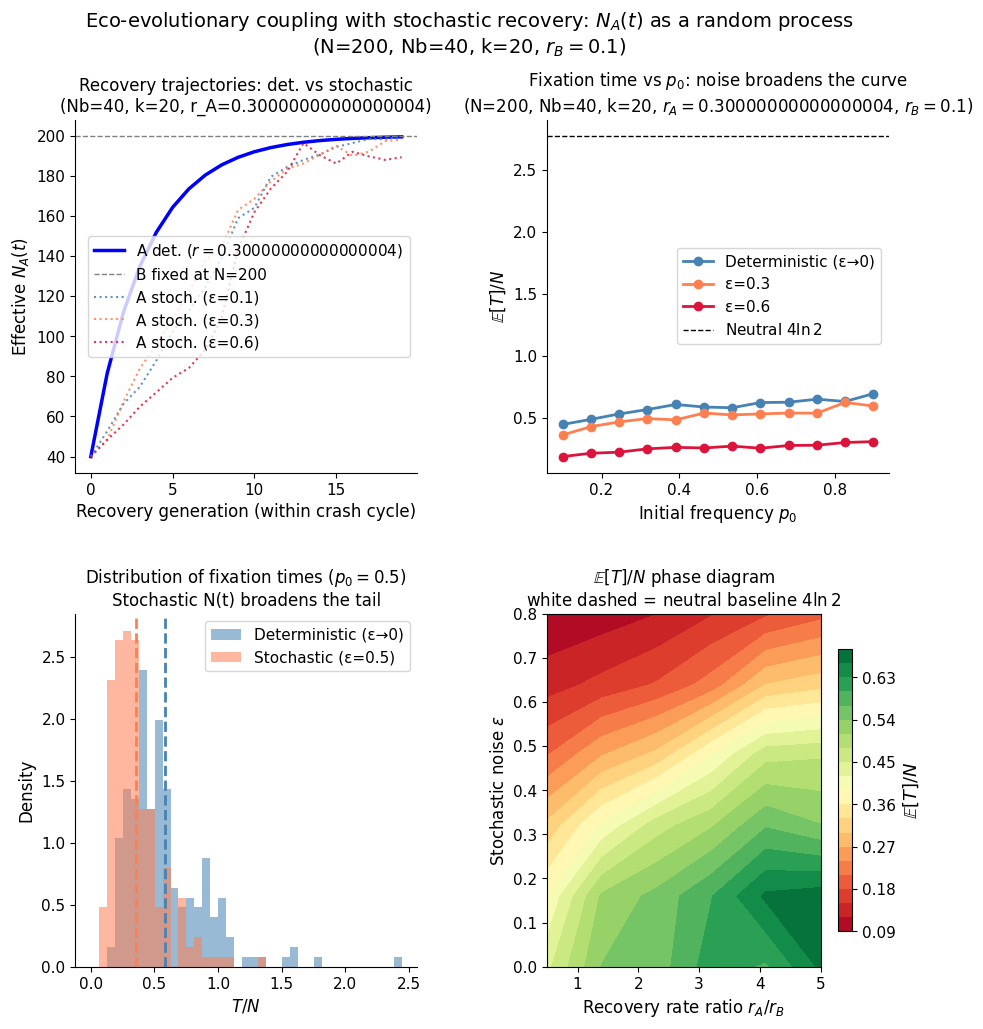 Eco-evolutionary coupling with stochastic recovery: $N_A(t)$ as a random process
(N=200, Nb=40, k=20, $r_B = 0.1$)
Recovery trajectories: det. vs stochastic
(Nb=40, k=20, r_A=0.30000000000000004)
200
180
160
140
120
100
80
60
40
Effective $N_A(t)$
A det. ($r = 0.30000000000000004$)
B fixed at N=200
A stoch. (ε=0.1)
A stoch. (ε=0.3)
A stoch. (ε=0.6)
0 5 10 15
Recovery generation (within crash cycle)
Fixation time vs $p_0$: noise broadens the curve
(N=200, Nb=40, k=20, $r_A = 0.30000000000000004$, $r_B = 0.1$)
2.5
2.0
1.5
1.0
0.5
𝔼[T]/N
Deterministic (ε→0)
ε=0.3
ε=0.6
Neutral 4ln 2
0.2 0.4 0.6 0.8
Initial frequency $p_0$
Distribution of fixation times ($p_0 = 0.5$)
Stochastic N(t) broadens the tail
2.5
2.0
1.5
1.0
0.5
0.0
Density
Deterministic (ε→0)
Stochastic (ε=0.5)
0.0 0.5 1.0 1.5 2.0 2.5
T/N
𝔼[T]/N phase diagram
white dashed = neutral baseline 4ln 2
0.8
0.7
0.6
0.5
0.4
0.3
0.2
0.1
0.0
Stochastic noise ε
1 2 3 4 5
Recovery rate ratio $r_A/r_B$
0.63
0.54
0.45
0.36
0.27
0.18
0.09
𝔼[T]/N